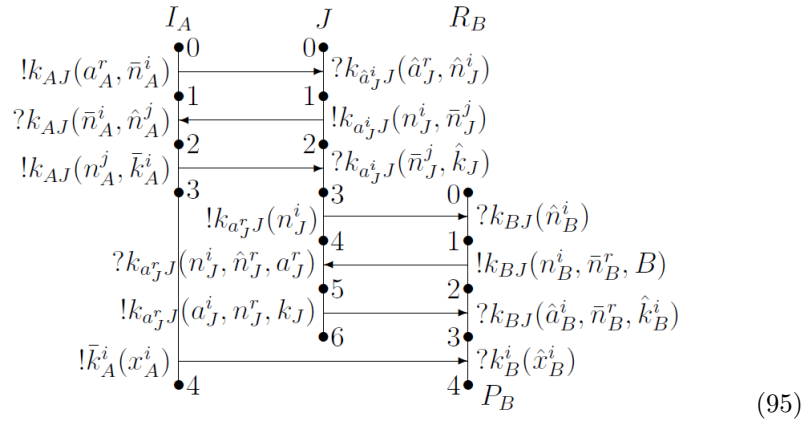 I_A J R_B
0 0
!k_{AJ}(a^r_A, n̄^i_A) ?k_{â^i_J J}(â^r_J, n̂^i_J)
1 1
?k_{AJ}(n̄^i_A, n̂^j_A) !k_{a^i_J J}(n^i_J, n̄^j_J)
2 2
!k_{AJ}(n^j_A, k̄^i_A) ?k_{a^i_J J}(n̄^j_J, k̂_J)
3 3 0
!k_{a^r_J J}(n^i_J) ?k_{BJ}(n̂^i_B)
4 1
?k_{a^r_J J}(n^i_J, n̂^r_J, a^r_J) !k_{BJ}(n^i_B, n̄^r_B, B)
5 2
!k_{a^r_J J}(a^i_J, n^r_J, k_J) ?k_{BJ}(â^i_B, n̄^r_B, k̂^i_B)
6 3
!k̄^i_A(x^i_A) ?k^i_B(x̂^i_B)
4 4 P_B
(95)